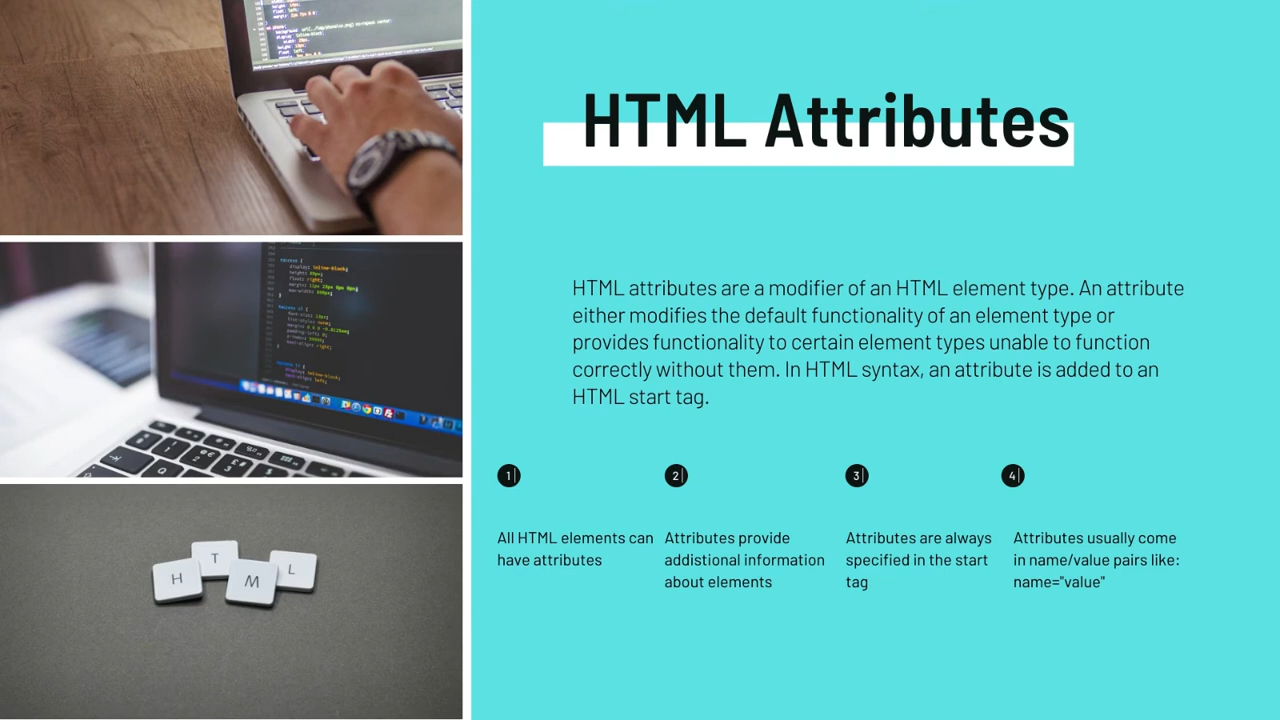 HTML Attributes
HTML attributes are a modifier of an HTML element type. An attribute
either modifies the default functionality of an element type or
provides functionality to certain element types unable to function
correctly without them. In HTML syntax, an attribute is added to an
HTML start tag.
1|
All HTML elements can
have attributes
2|
Attributes provide
addistional information
about elements
3|
Attributes are always
specified in the start
tag
4|
Attributes usually come
in name/value pairs like:
name="value"
H T M L